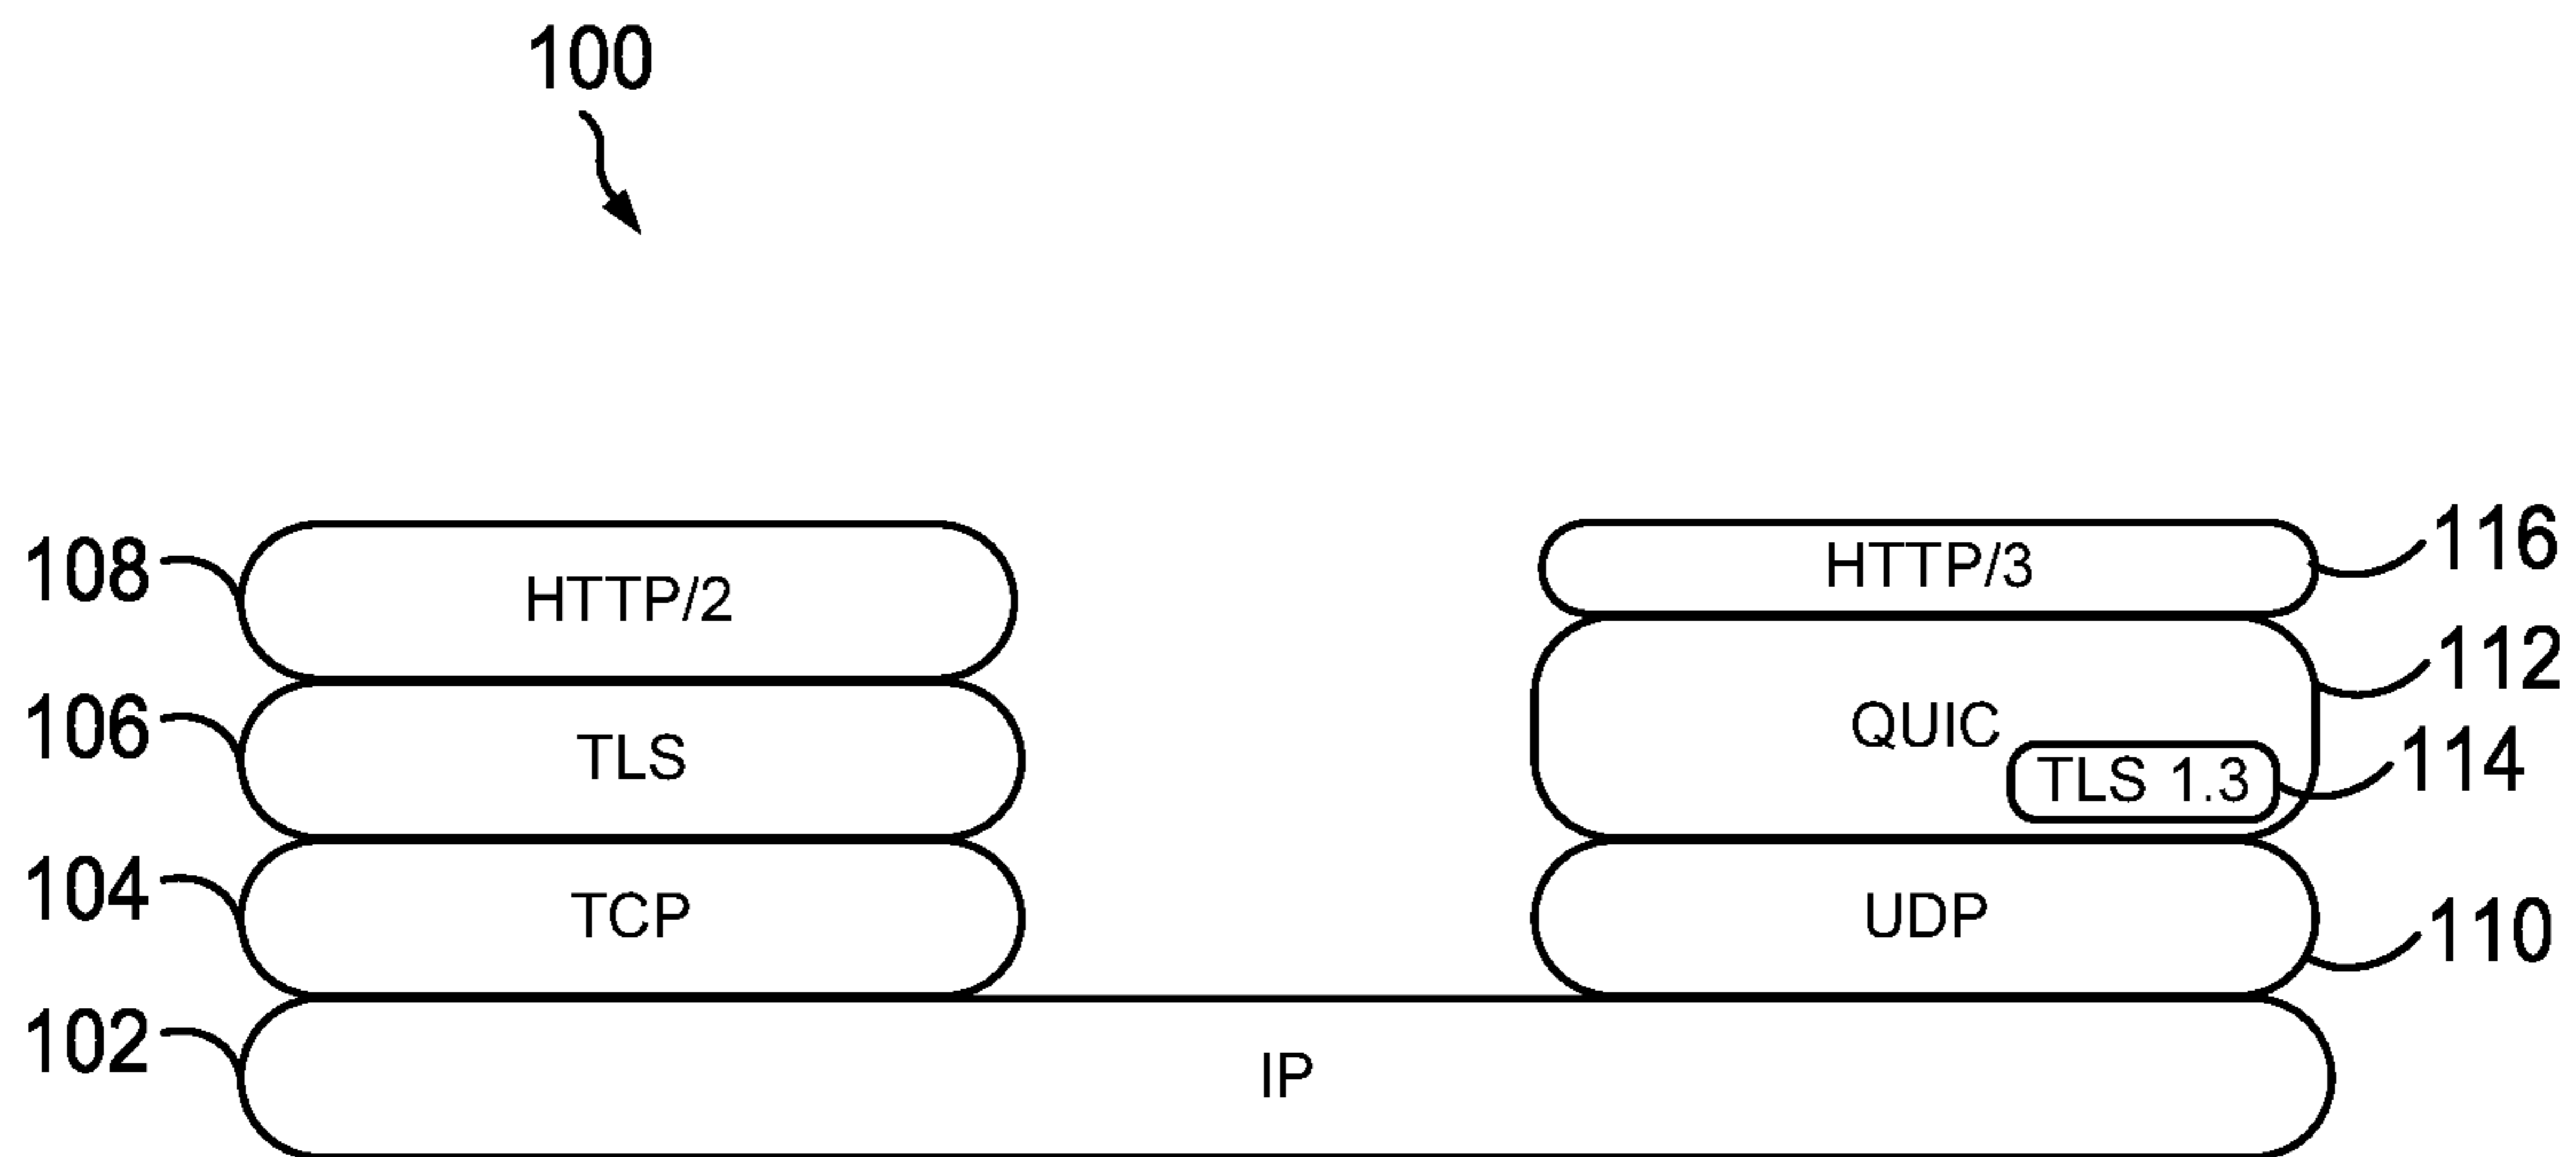 100
108
HTTP/2
HTTP/3
116
106
TLS
QUIC
112
TLS 1.3
114
104
TCP
UDP
110
102
IP